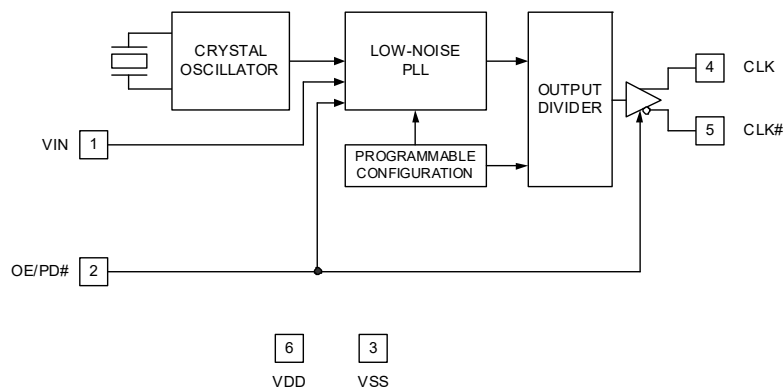 CRYSTAL
OSCILLATOR
LOW-NOISE
PLL
OUTPUT
DIVIDER
4 CLK
5 CLK#
VIN 1
PROGRAMMABLE
CONFIGURATION
OE/PD# 2
6 3
VDD VSS